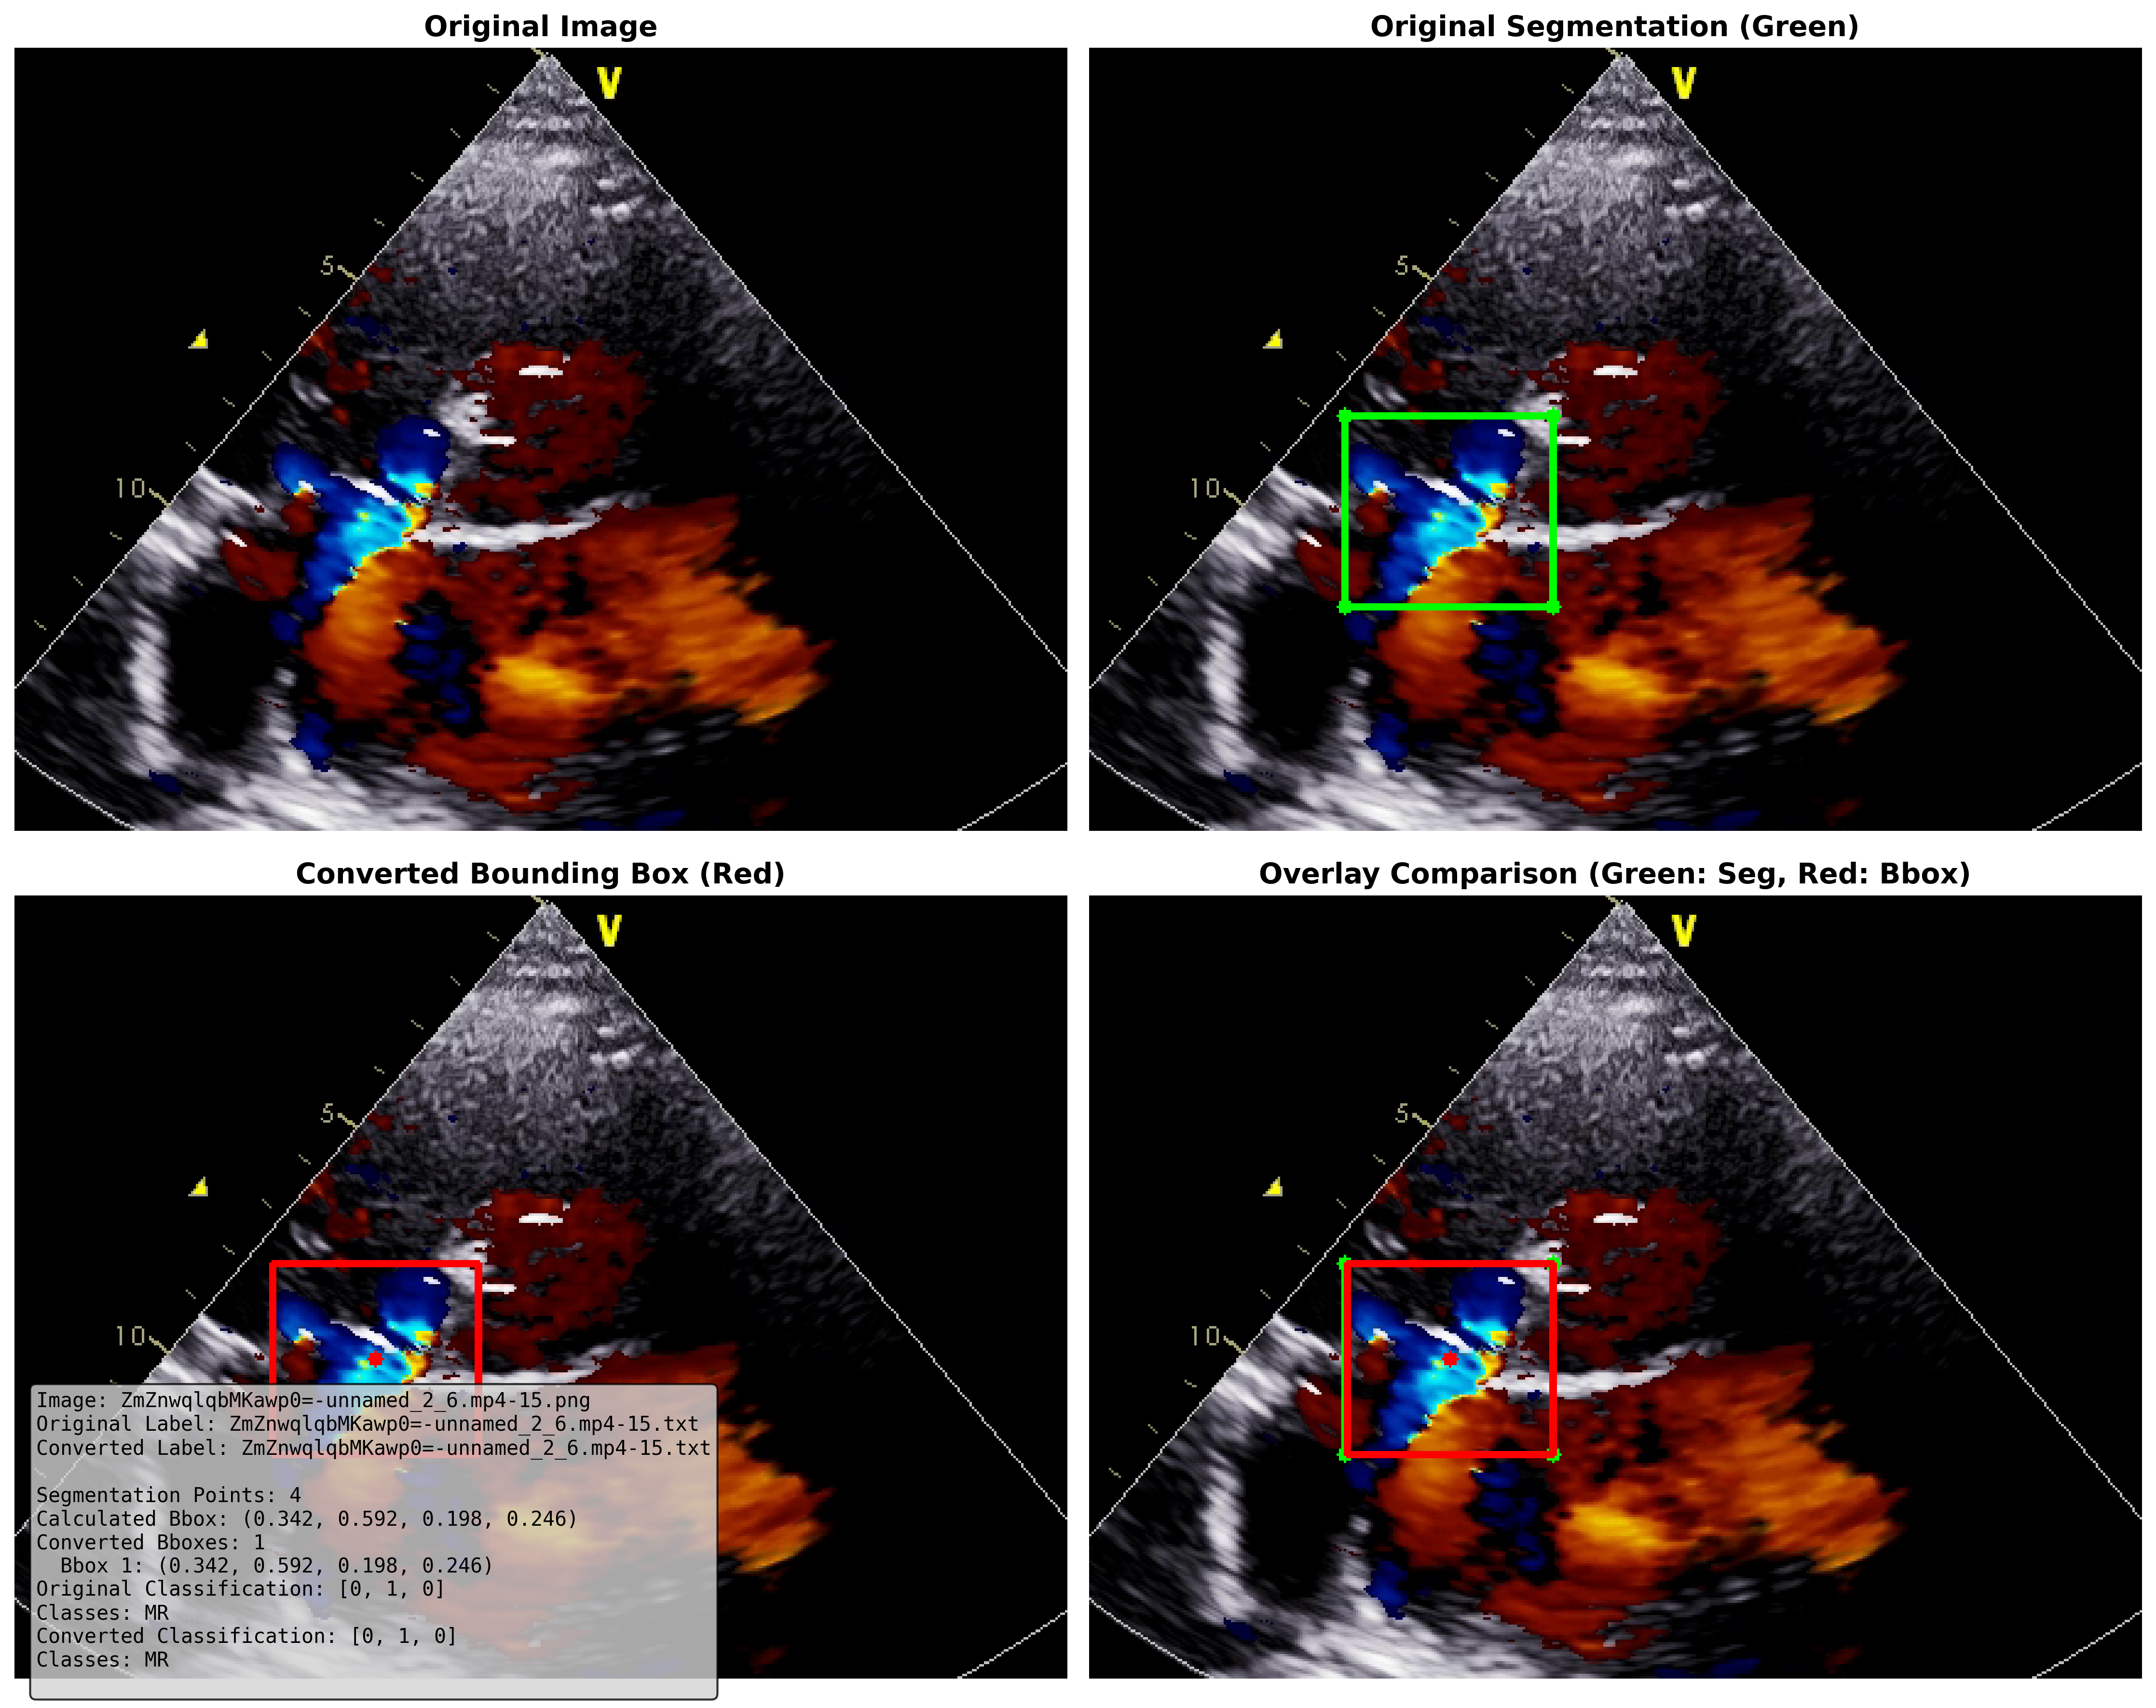 Original Image
Original Segmentation (Green)
V
5
10
V
5
10
Converted Bounding Box (Red)
Overlay Comparison (Green: Seg, Red: Bbox)
V
5
10
V
5
10
Image: ZmZnwqlqbMKawp0=-unnamed_2_6.mp4-15.png
Original Label: ZmZnwqlqbMKawp0=-unnamed_2_6.mp4-15.txt
Converted Label: ZmZnwqlqbMKawp0=-unnamed_2_6.mp4-15.txt
Segmentation Points: 4
Calculated Bbox: (0.342, 0.592, 0.198, 0.246)
Converted Bboxes: 1
Bbox 1: (0.342, 0.592, 0.198, 0.246)
Original Classification: [0, 1, 0]
Classes: MR
Converted Classification: [0, 1, 0]
Classes: MR